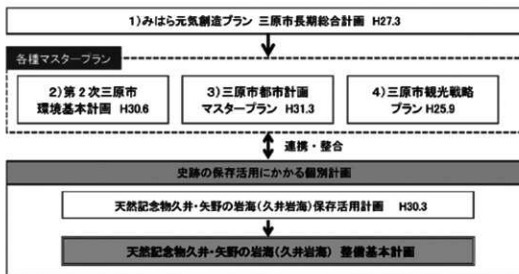 1)みはら元気創造プラン 三原市長期総合計画 H27.3
各種マスタープラン
2)第2次三原市
環境基本計画 H30.6
3)三原市都市計画
マスタープラン H31.3
4)三原市観光戦略
プラン H25.9
連携・整合
史跡の保存活用にかかる個別計画
天然記念物久井・矢野の岩海(久井岩海)保存活用計画 H30.3
天然記念物久井・矢野の岩海(久井岩海) 整備基本計画